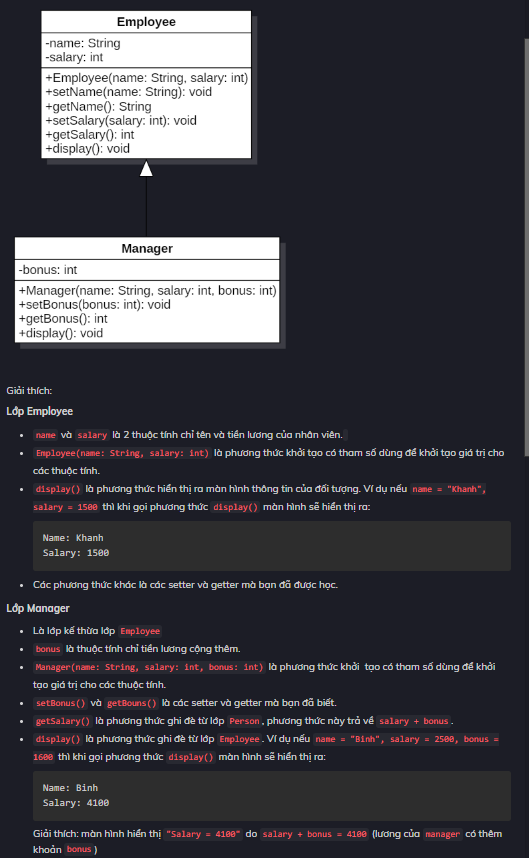 Employee
-name: String
-salary: int
+Employee(name: String, salary: int)
+setName(name: String): void
+getName(): String
+setSalary(salary: int): void
+getSalary(): int
+display(): void
Manager
-bonus: int
+Manager(name: String, salary: int, bonus: int)
+setBonus(bonus: int): void
+getBonus(): int
+display(): void
Giải thích:
Lớp Employee
name và salary là 2 thuộc tính chỉ tên và tiền lương của nhân viên.
Employee(name: String, salary: int) là phương thức khởi tạo có tham số dùng để khởi tạo giá trị cho
các thuộc tính.
display() là phương thức hiển thị ra màn hình thông tin của đối tượng. Ví dụ nếu name = "Khanh",
salary = 1500 thì khi gọi phương thức display() màn hình sẽ hiển thị ra:
Name: Khanh
Salary: 1500
Các phương thức khác là các setter và getter mà bạn đã được học.
Lớp Manager
Là lớp kế thừa lớp Employee
bonus là thuộc tính chỉ tiền lương cộng thêm.
Manager(name: String, salary: int, bonus: int) là phương thức khởi tạo có tham số dùng để khởi
tạo giá trị cho các thuộc tính.
setBonus() và getBouns() là các setter và getter mà bạn đã biết.
getSalary() là phương thức ghi đè từ lớp Person, phương thức này trả về salary + bonus.
display() là phương thức ghi đè từ lớp Employee. Ví dụ nếu name = "Binh", salary = 2500, bonus =
1600 thì khi gọi phương thức display() màn hình sẽ hiển thị ra:
Name: Binh
Salary: 4100
Giải thích: màn hình hiển thị "Salary = 4100" do salary + bonus = 4100 (lương của manager có thêm
khoản bonus)